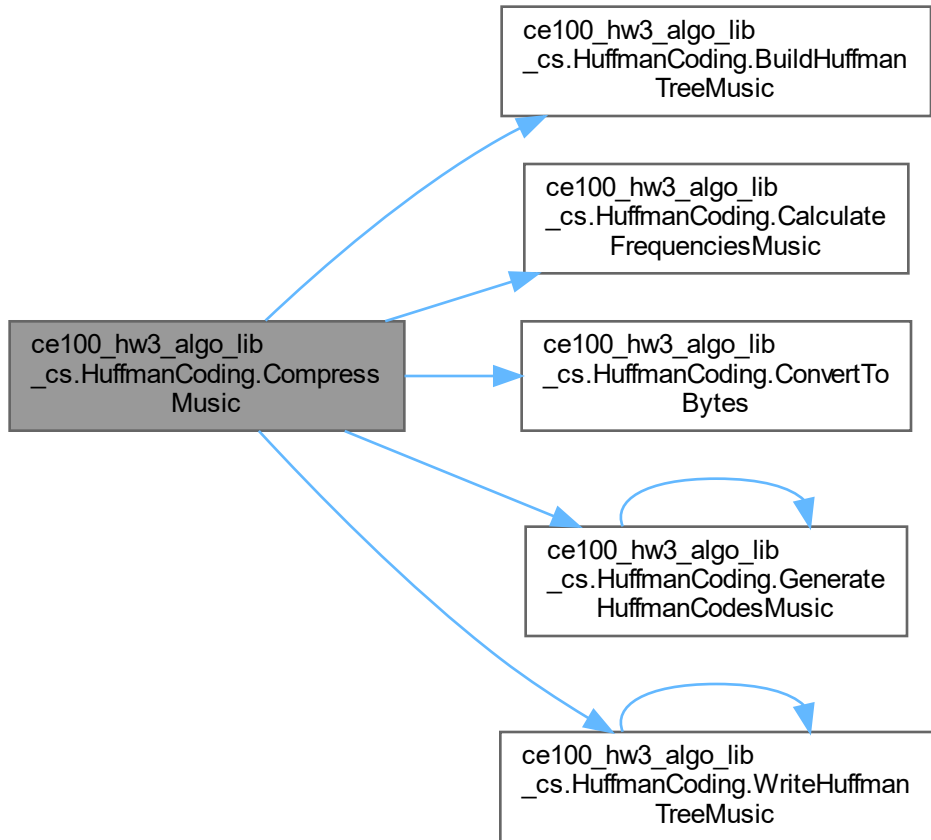 ce100_hw3_algo_lib
_cs.HuffmanCoding.BuildHuffman
TreeMusic
ce100_hw3_algo_lib
_cs.HuffmanCoding.Calculate
FrequenciesMusic
ce100_hw3_algo_lib
_cs.HuffmanCoding.Compress
Music
ce100_hw3_algo_lib
_cs.HuffmanCoding.ConvertTo
Bytes
ce100_hw3_algo_lib
_cs.HuffmanCoding.Generate
HuffmanCodesMusic
ce100_hw3_algo_lib
_cs.HuffmanCoding.WriteHuffman
TreeMusic